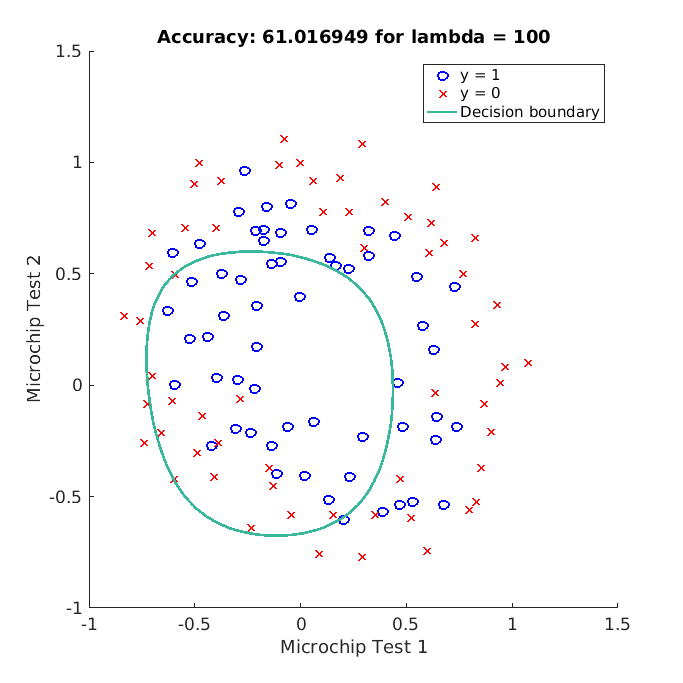 Accuracy: 61.016949 for lambda = 100
y = 1
y = 0
Decision boundary
1.5
1
0.5
0
-0.5
-1
Microchip Test 2
-1
-0.5
0
0.5
1
1.5
Microchip Test 1